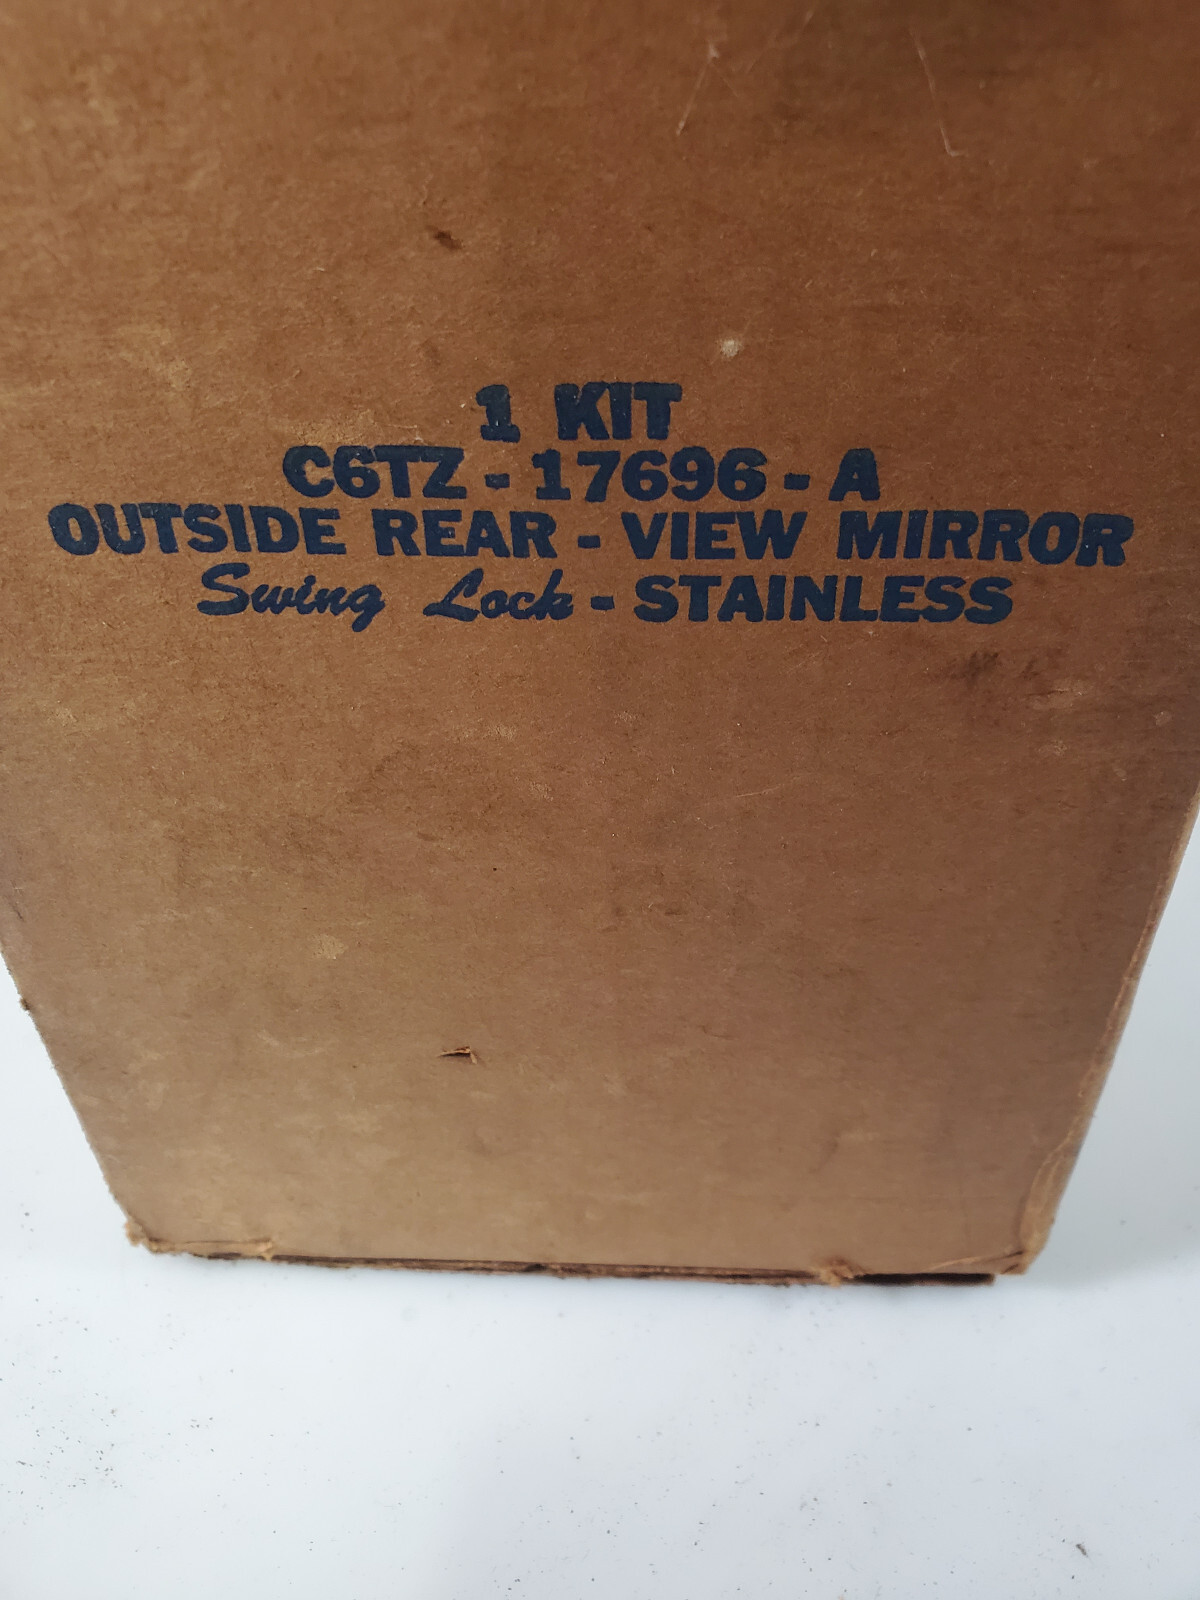 1 KIT
C6TZ - 17696 - A
OUTSIDE REAR - VIEW MIRROR
Swing Lock - STAINLESS